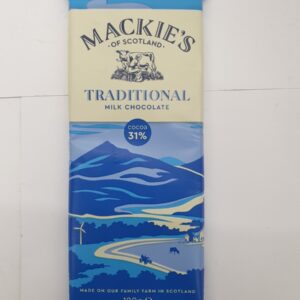 MACKIE'S
OF SCOTLAND
TRADITIONAL
MILK CHOCOLATE
COCOA
31%
MADE ON OUR FAMILY FARM IN SCOTLAND